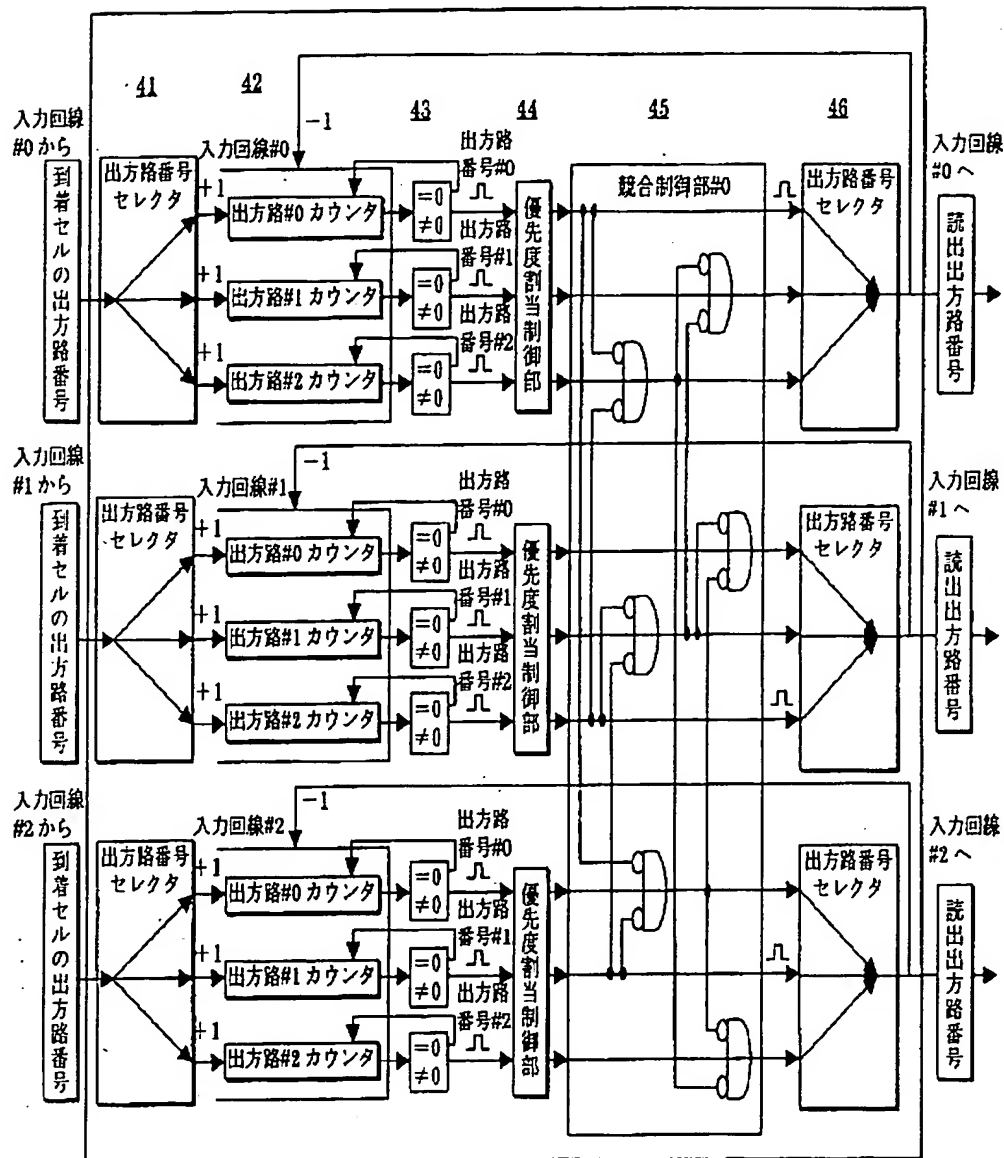 41
42
43
44
45
46
入力回線
#0から
到着セルの出方路番号
出方路番号
セレクタ
入力回線#0
-1
+1
出方路#0 カウンタ
+1
出方路#1 カウンタ
+1
出方路#2 カウンタ
=0
≠0
=0
≠0
=0
≠0
出方路
番号#0
出方路
番号#1
出方路
番号#2
優先度割当制御部
競合制御部#0
出方路番号
セレクタ
入力回線
#0へ
読出出方路番号
入力回線
#1から
到着セルの出方路番号
出方路番号
セレクタ
入力回線#1
-1
+1
出方路#0 カウンタ
+1
出方路#1 カウンタ
+1
出方路#2 カウンタ
=0
≠0
=0
≠0
=0
≠0
出方路
番号#0
出方路
番号#1
出方路
番号#2
優先度割当制御部
出方路番号
セレクタ
入力回線
#1へ
読出出方路番号
入力回線
#2から
到着セルの出方路番号
出方路番号
セレクタ
入力回線#2
-1
+1
出方路#0 カウンタ
+1
出方路#1 カウンタ
+1
出方路#2 カウンタ
=0
≠0
=0
≠0
=0
≠0
出方路
番号#0
出方路
番号#1
出方路
番号#2
優先度割当制御部
出方路番号
セレクタ
入力回線
#2へ
読出出方路番号